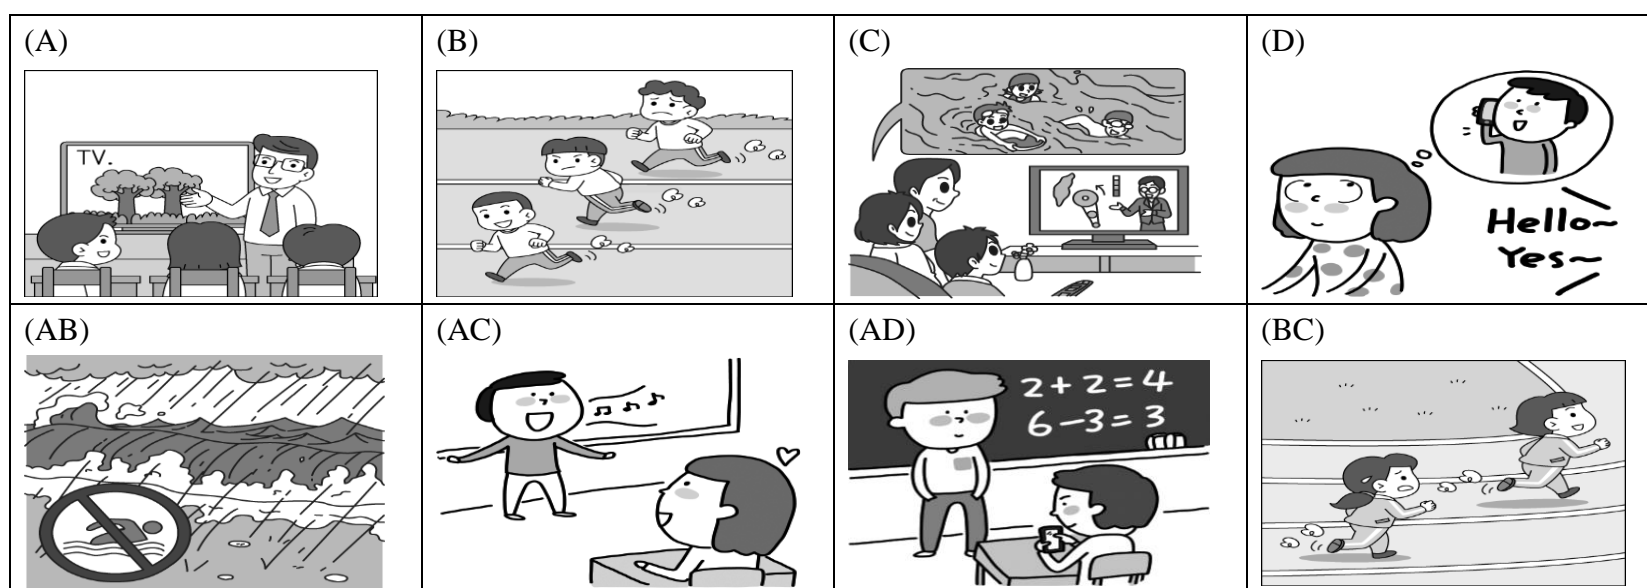 (A)
(B)
(C)
(D)
TV.
Hello~
Yes~
(AB)
(AC)
(AD)
(BC)
2+2=4
6-3=3